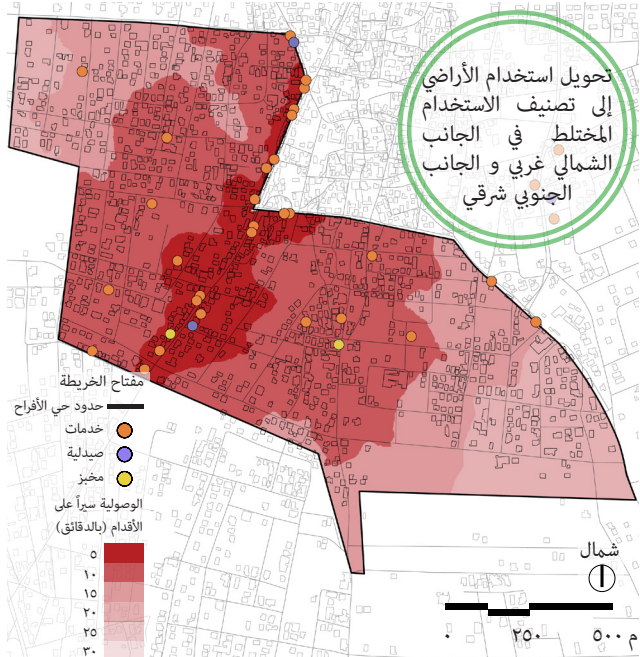 تحويل استخدام الأراضي
إلى تصنيف الاستخدام
المختلط في الجانب
الشمالي غربي و الجانب
الجنوبي شرقي
مفتاح الخريطة
حدود حي الأفراح
خدمات
صيدلية
مخبز
الوصولية سيراً على
الأقدام (بالدقائق)
٥
١٠
١٥
٢٠
٢٥
٣٠
شمال
٠ ٢٥٠ ٥٠٠ م